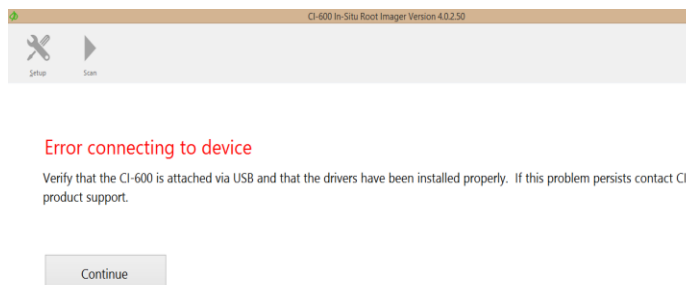 CI-600 In-Situ Root Imager Version 4.0.2.50
Setup Scan
Error connecting to device
Verify that the CI-600 is attached via USB and that the drivers have been installed properly. If this problem persists contact CI
product support.
Continue